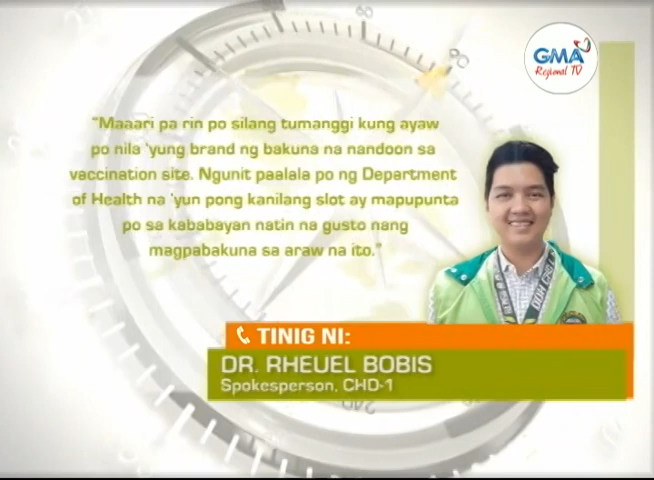 GMA
Regional TV
"Maaari pa rin po silang tumanggi kung ayaw
po nila 'yung brand ng bakuna na nandoon sa
vaccination site. Ngunit paalala po ng Department
of Health na 'yun pong kanilang slot ay mapupunta
po sa kababayan natin na gusto nang
magpabakuna sa araw na ito."
TINIG NI:
DR. RHEUEL BOBIS
Spokesperson, CHD-1